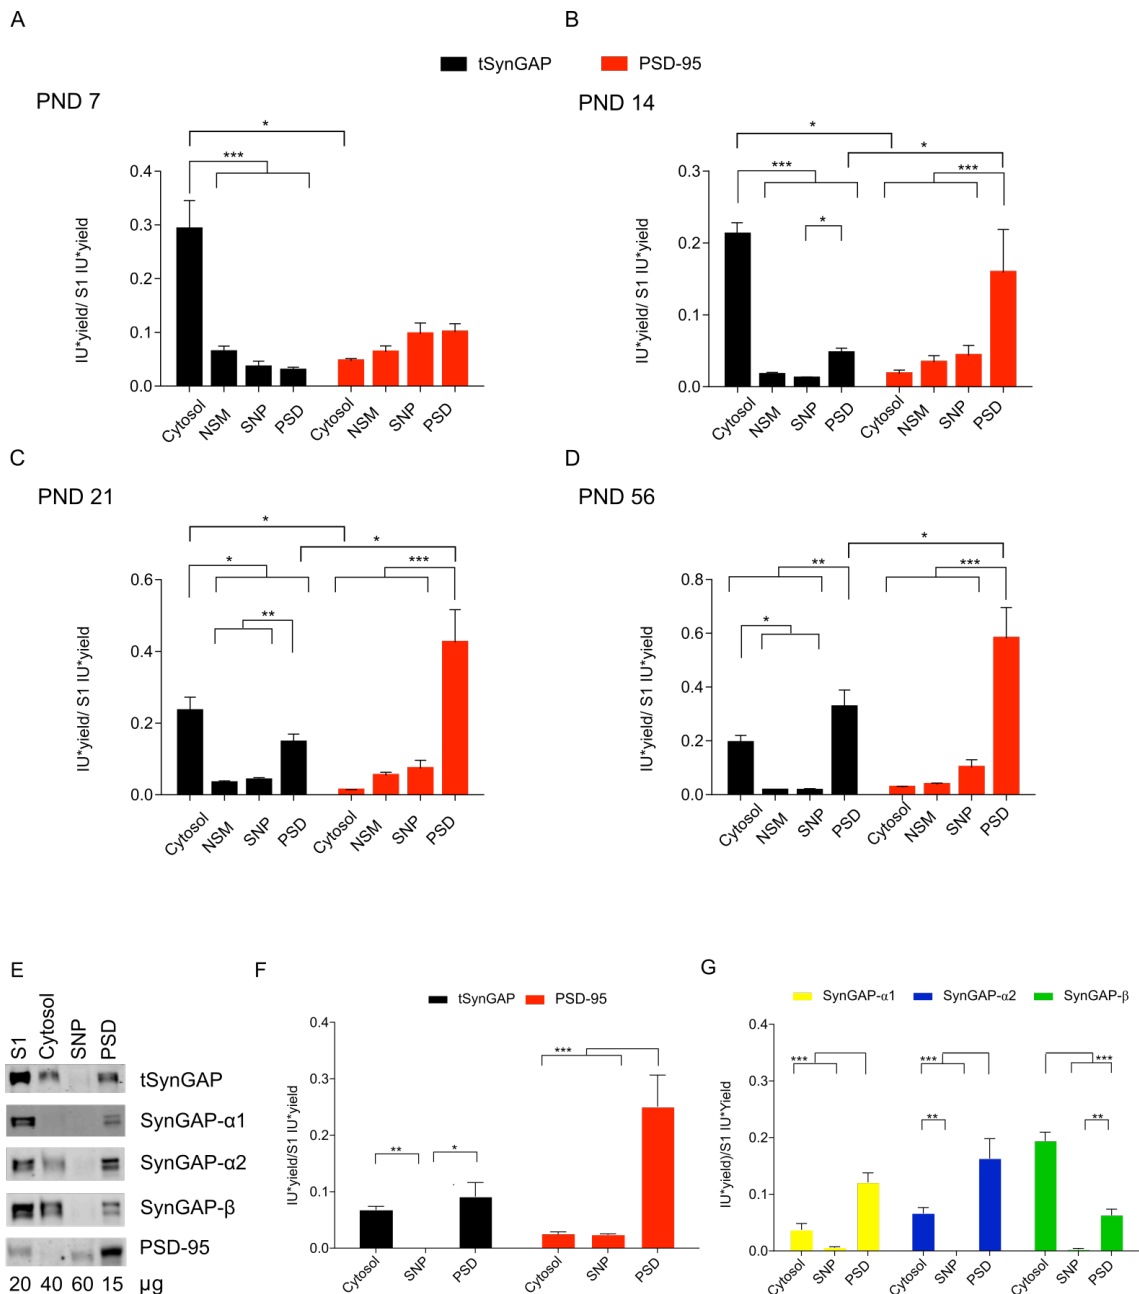 A
B
tSynGAP
PSD-95
PND 7
PND 14
*
***
0.4
0.3
0.2
0.1
0.0
IU*yield/ S1 IU*yield
Cytosol
NSM
SNP
PSD
Cytosol
NSM
SNP
PSD
*
*
***
***
*
0.3
0.2
0.1
0.0
IU*yield/ S1 IU*yield
Cytosol
NSM
SNP
PSD
Cytosol
NSM
SNP
PSD
C
D
PND 21
PND 56
*
*
*
***
**
0.6
0.4
0.2
0.0
IU*yield/ S1 IU*yield
Cytosol
NSM
SNP
PSD
Cytosol
NSM
SNP
PSD
*
**
***
*
0.8
0.6
0.4
0.2
0.0
IU*yield/ S1 IU*yield
Cytosol
NSM
SNP
PSD
Cytosol
NSM
SNP
PSD
E
S1
Cytosol
SNP
PSD
tSynGAP
SynGAP-α1
SynGAP-α2
SynGAP-β
PSD-95
20 40 60 15 μg
F
tSynGAP
PSD-95
0.4
0.3
0.2
0.1
0.0
IU*yield/S1 IU*yield
***
**
*
Cytosol
SNP
PSD
Cytosol
SNP
PSD
G
SynGAP-α1
SynGAP-α2
SynGAP-β
0.4
0.3
0.2
0.1
0.0
IU*yield)/S1 IU*Yield
***
***
***
**
**
Cytosol
SNP
PSD
Cytosol
SNP
PSD
Cytosol
SNP
PSD